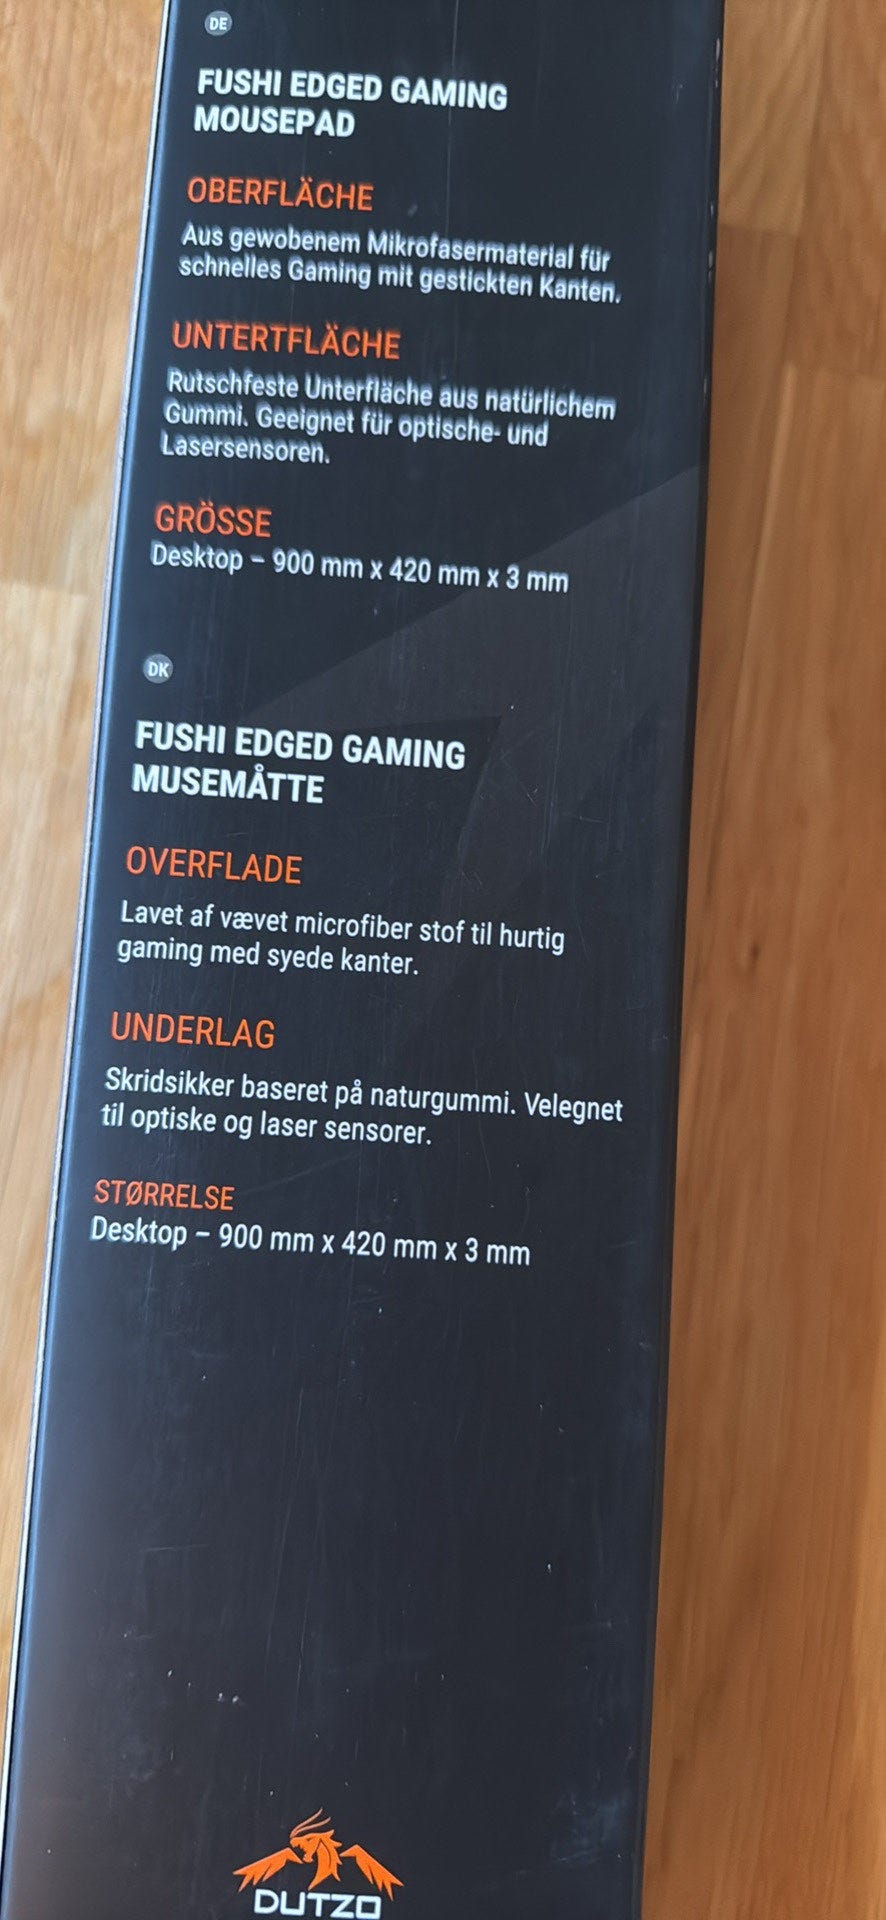 DE
FUSHI EDGED GAMING
MOUSEPAD
OBERFLÄCHE
Aus gewobenem Mikrofasermaterial für
schnelles Gaming mit gestickten Kanten.
UNTERTFLÄCHE
Rutschfeste Unterfläche aus natürlichem
Gummi. Geeignet für optische- und
Lasersensoren.
GRÖSSE
Desktop – 900 mm x 420 mm x 3 mm
DK
FUSHI EDGED GAMING
MUSEMÅTTE
OVERFLADE
Lavet af vævet microfiber stof til hurtig
gaming med syede kanter.
UNDERLAG
Skridsikker baseret på naturgummi. Velegnet
til optiske og laser sensorer.
STØRRELSE
Desktop – 900 mm x 420 mm x 3 mm
DUTZO